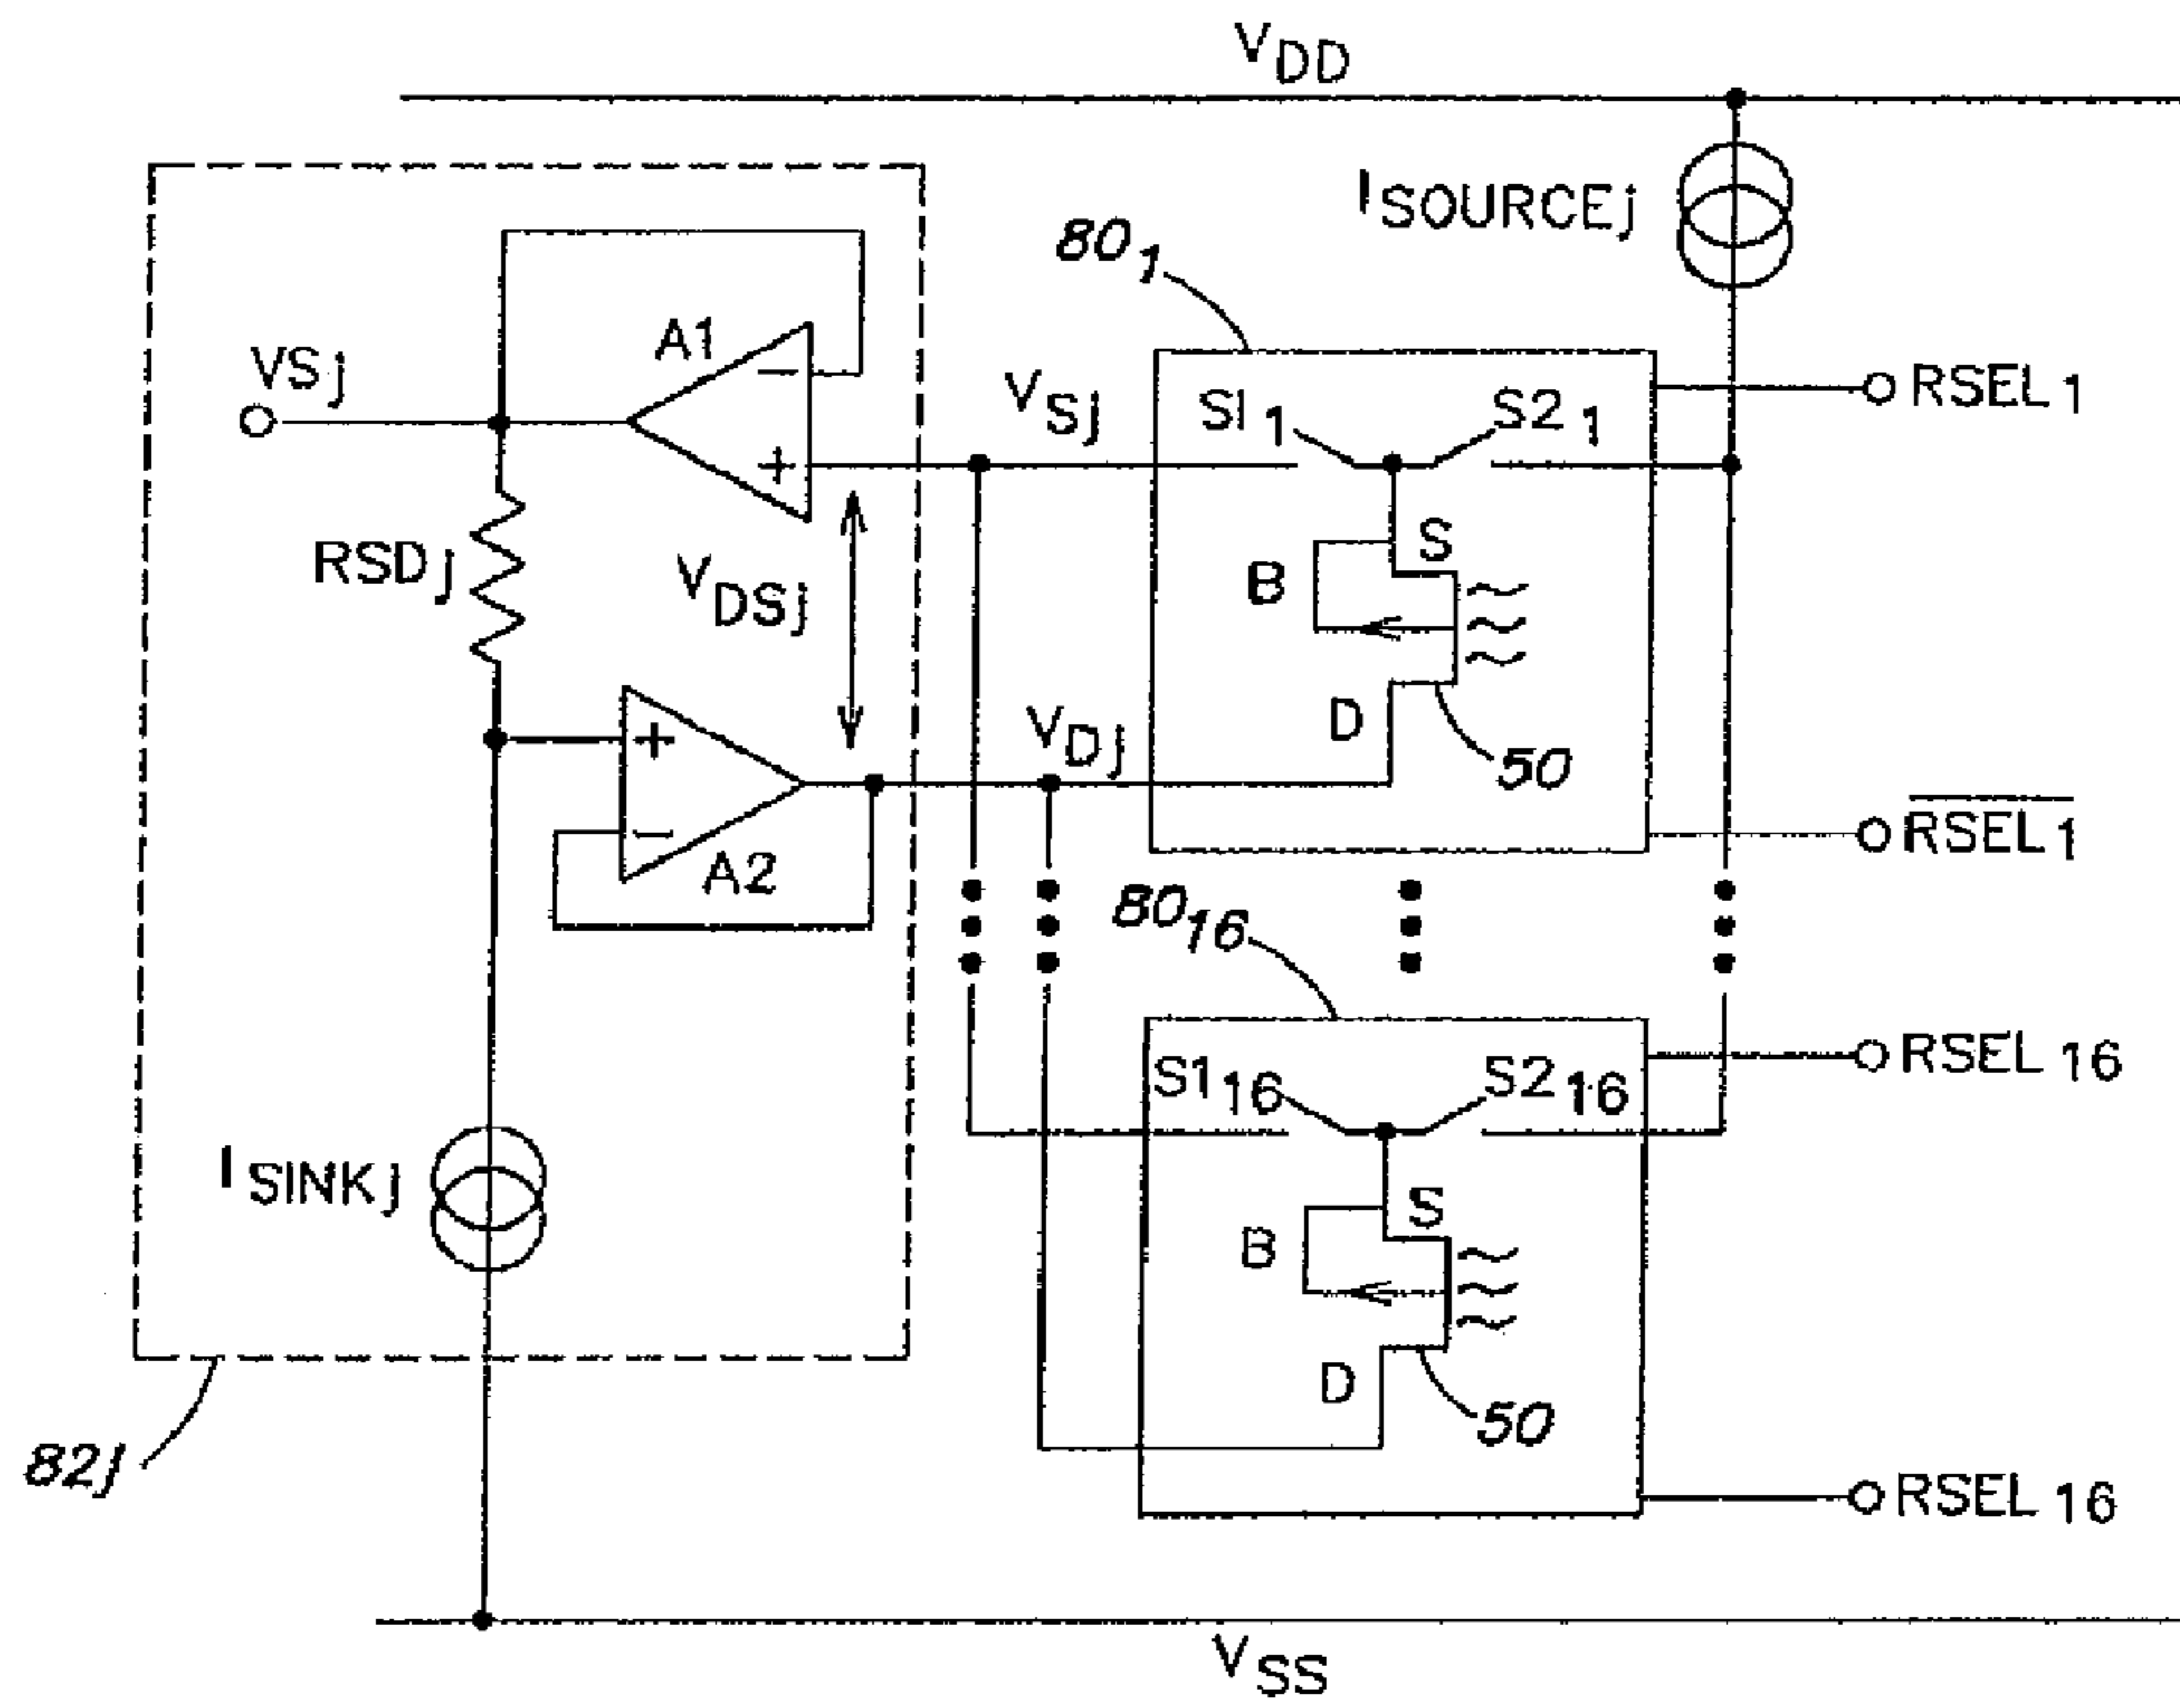 VDD
ISOURCEj
801
A1
VSj
−
+
VSj
SI1
S21
RSEL1
RSDj
VDSj
S
B
D
VDj
50
+
−
A2
RSEL1
8016
RSEL16
S116
S216
ISINKj
S
B
D
50
82j
RSEL16
VSS